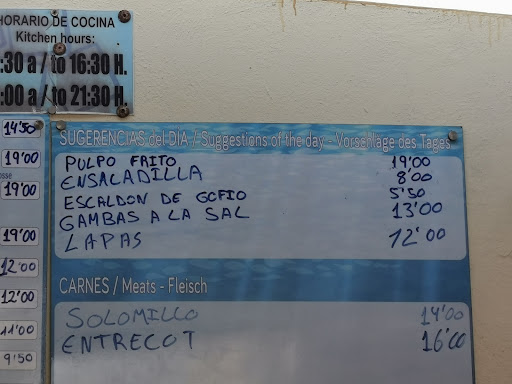 HORARIO DE COCINA
Kitchen hours:
:30 a / to 16:30 H.
:00 a / to 21:30 H.
14'50
19'00
19'00
19'00
12'00
12'00
11'00
9'50
SUGERENCIAS del DIA / Suggestions of the day - Vorschlage des Tages
PULPO FRITO 19'00
ENSALADILLA 8'00
ESCALDON DE GOFIO 5'50
GAMBAS A LA SAL 13'00
LAPAS 12'00
CARNES / Meats - Fleisch
SOLOMILLO 14'00
ENTRECOT 16'00